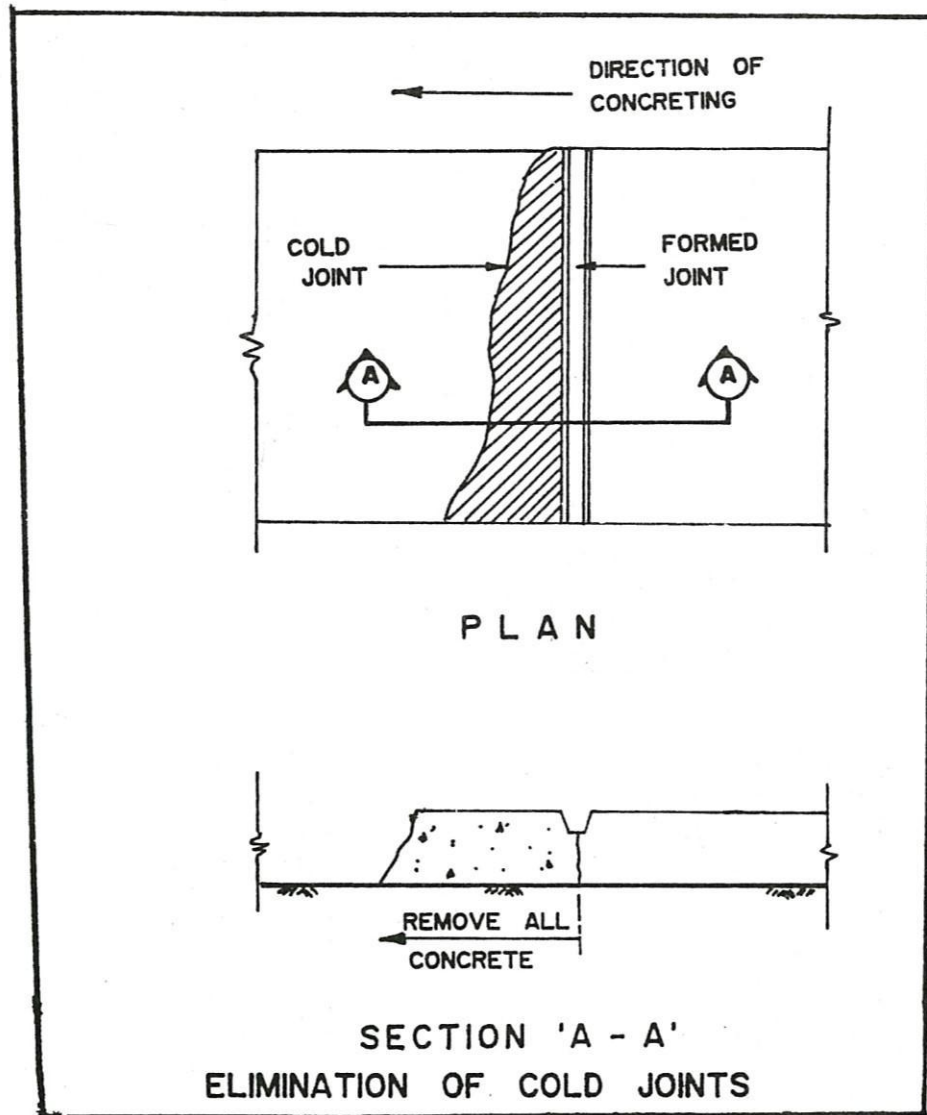 DIRECTION OF
CONCRETING
COLD
JOINT
FORMED
JOINT
A
A
PLAN
REMOVE ALL
CONCRETE
SECTION 'A - A'
ELIMINATION OF COLD JOINTS